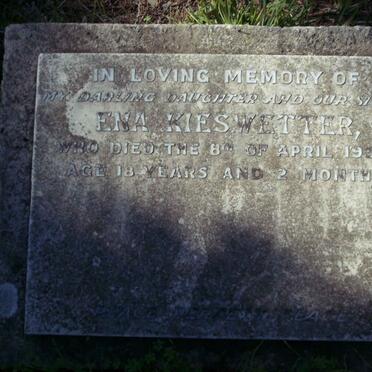 IN LOVING MEMORY OF
MY DARLING DAUGHTER AND OUR
ENA KIESWETTER,
WHO DIED THE 8TH OF APRIL
AGE 18 YEARS AND 2